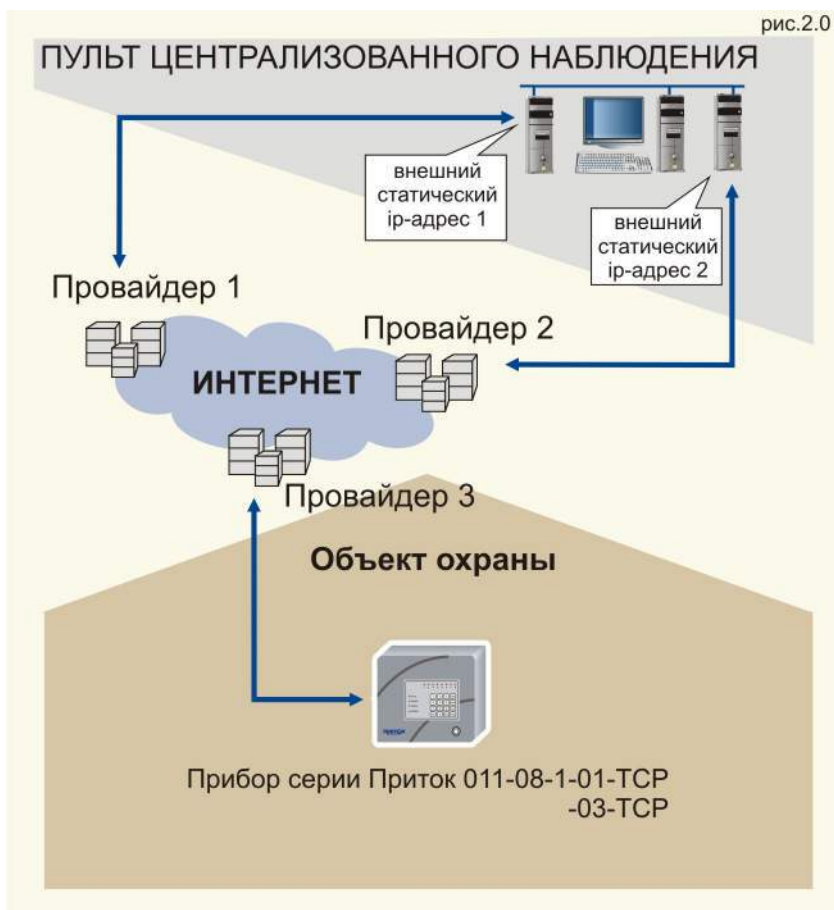 рис.2.0
ПУЛЬТ ЦЕНТРАЛИЗОВАННОГО НАБЛЮДЕНИЯ
внешний
статический
ip-адрес 1
внешний
статический
ip-адрес 2
Провайдер 1
Провайдер 2
ИНТЕРНЕТ
Провайдер 3
Объект охраны
Прибор серии Приток 011-08-1-01-TCP
-03-TCP